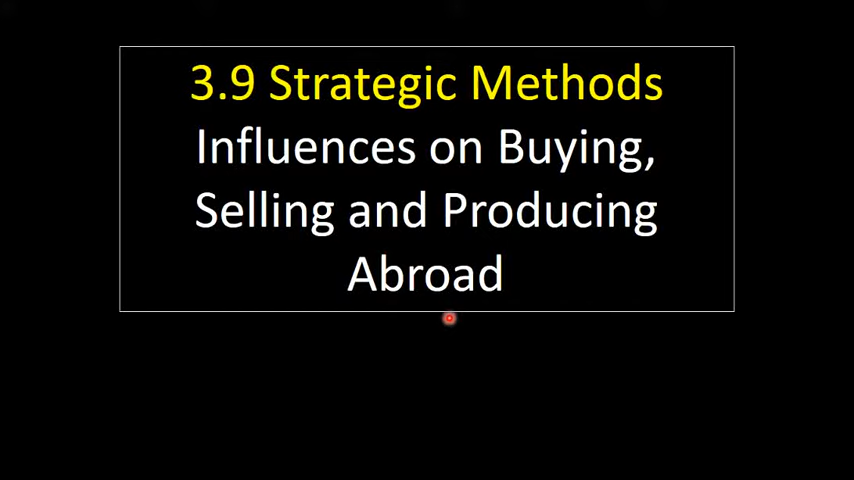 3.9 Strategic Methods
Influences on Buying,
Selling and Producing
Abroad